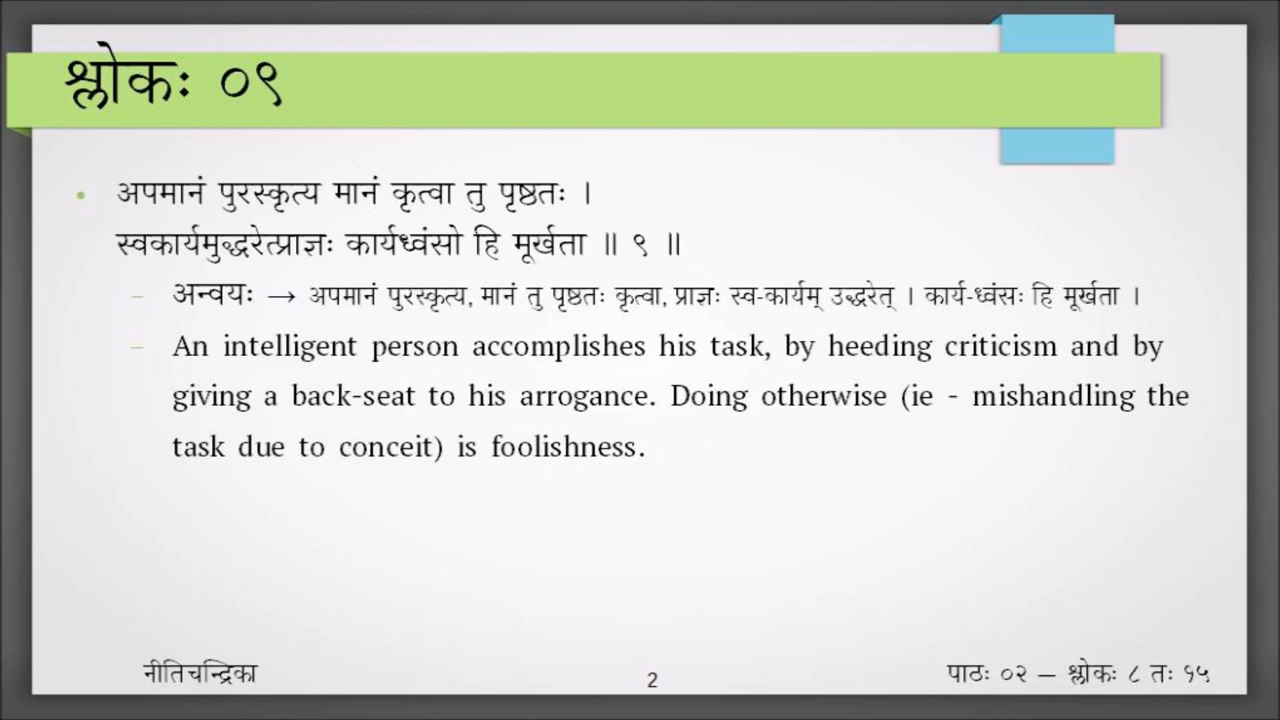 श्लोकः ०९
अपमानं पुरस्कृत्य मानं कृत्वा तु पृष्ठतः ।
स्वकार्यमुद्धरेत्प्राज्ञः कार्यध्वंसो हि मूर्खता ॥ ९ ॥
अन्वयः → अपमानं पुरस्कृत्य, मानं तु पृष्ठतः कृत्वा, प्राज्ञः स्व-कार्यम् उद्धरेत् । कार्य-ध्वंसः हि मूर्खता ।
An intelligent person accomplishes his task, by heeding criticism and by
giving a back-seat to his arrogance. Doing otherwise (ie - mishandling the
task due to conceit) is foolishness.
नीतिचन्द्रिका
2
पाठः ०२ – श्लोकः ८ तः १५